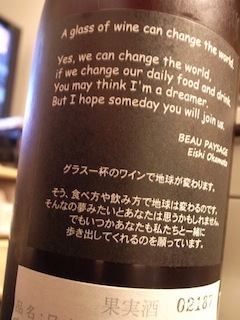 A glass of wine can change the world.
Yes, we can change the world,
if we change our daily food and drink.
You may think I'm a dreamer.
But I hope someday you will join us.
BEAU PAYSAGE
Eishi Okamoto
グラス一杯のワインで地球が変わります。
そう、食べ方や飲み方で地球は変わるのです。
そんなの夢みたいとあなたは思うかもしれません。
でもいつかあなたも私たちと一緒に
歩き出してくれるのを願っています。
果実酒 02187
品名：ワ